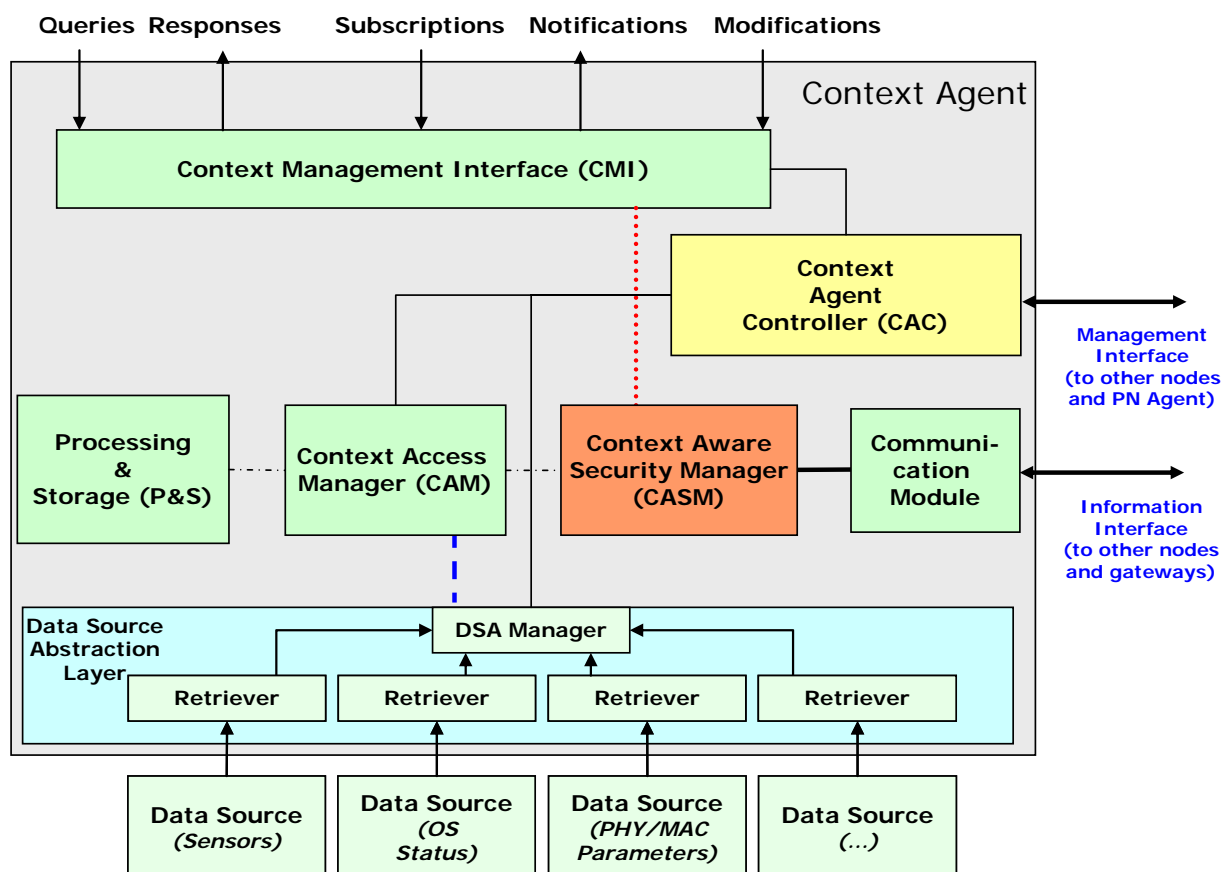 Queries Responses Subscriptions Notifications Modifications
Context Agent
Context Management Interface (CMI)
Context
Agent
Controller (CAC)
Management
Interface
(to other nodes
and PN Agent)
Processing
&
Storage (P&S)
Context Access
Manager (CAM)
Context Aware
Security Manager
(CASM)
Communi-
cation
Module
Information
Interface
(to other nodes
and gateways)
Data Source
Abstraction
Layer
DSA Manager
Retriever
Retriever
Retriever
Retriever
Data Source
(Sensors)
Data Source
(OS
Status)
Data Source
(PHY/MAC
Parameters)
Data Source
(...)